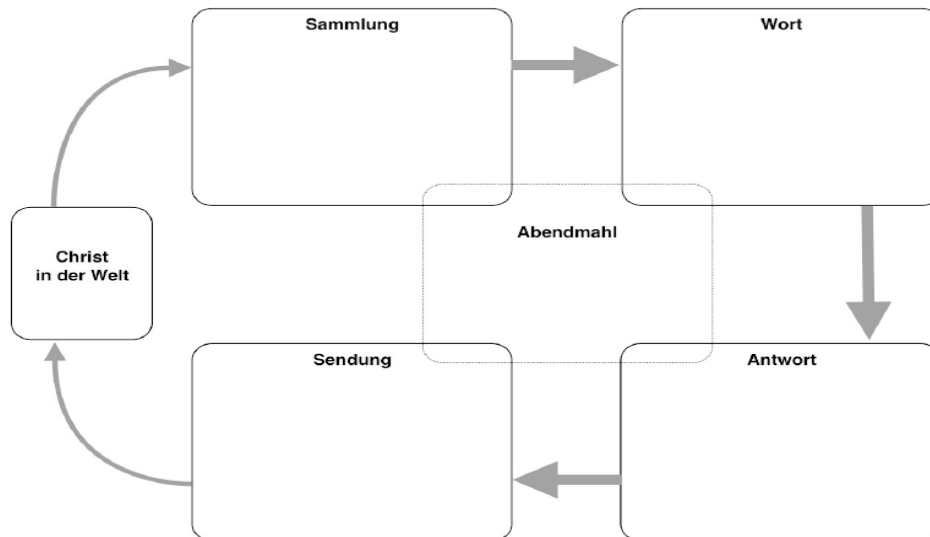 Sammlung
Wort
Abendmahl
Christ
in der Welt
Sendung
Antwort